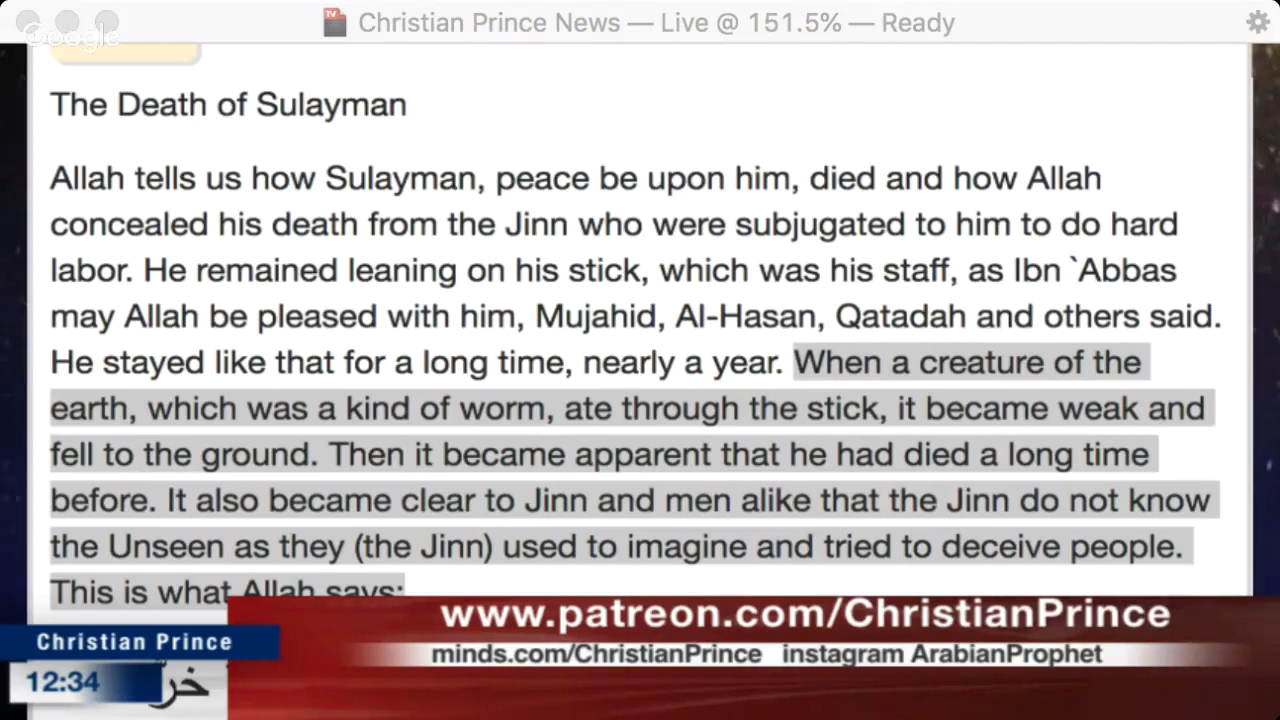 Christian Prince News — Live @ 151.5% — Ready
Google
The Death of Sulayman
Allah tells us how Sulayman, peace be upon him, died and how Allah
concealed his death from the Jinn who were subjugated to him to do hard
labor. He remained leaning on his stick, which was his staff, as Ibn `Abbas
may Allah be pleased with him, Mujahid, Al-Hasan, Qatadah and others said.
He stayed like that for a long time, nearly a year. When a creature of the
earth, which was a kind of worm, ate through the stick, it became weak and
fell to the ground. Then it became apparent that he had died a long time
before. It also became clear to Jinn and men alike that the Jinn do not know
the Unseen as they (the Jinn) used to imagine and tried to deceive people.
This is what Allah says:
www.patreon.com/ChristianPrince
Christian Prince
minds.com/ChristianPrince instagram ArabianProphet
12:34